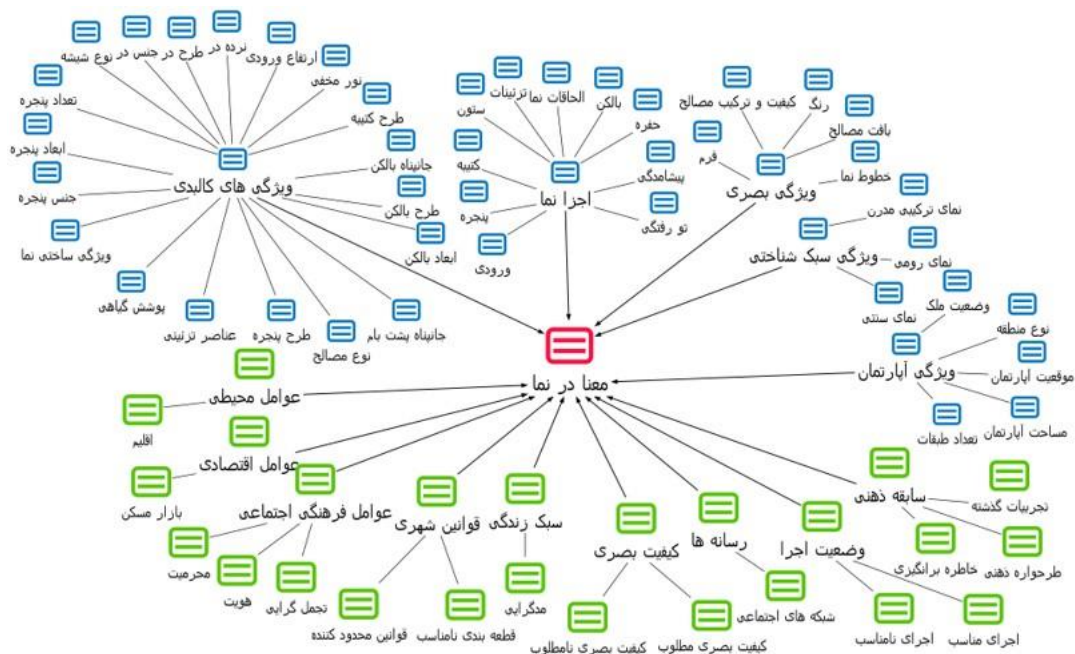 نرده در
ارتفاع ورودی
طرح در
جنس در
نوع شیشه
نور مخفی
تعداد پنجره
طرح کتیبه
ابعاد پنجره
جانپناه بالکن
ویژگی های کالبدی
جنس پنجره
طرح بالکن
ویژگی ساختی نما
ابعاد بالکن
پوشش گیاهی
عناصر تزئینی
طرح پنجره
نوع مصالح
جانپناه پشت بام
تزئینات
الحاقات نما
بالکن
ستون
حفره
کتیبه
پیشامدگی
اجزا نما
پنجره
تو رفتگی
ورودی
کیفیت و ترکیب مصالح
رنگ
بافت مصالح
فرم
خطوط نما
ویژگی بصری
نمای ترکیبی مدرن
ویژگی سبک شناختی
نمای رومی
نمای سنتی
وضعیت ملک
نوع منطقه
ویژگی آپارتمان
موقعیت آپارتمان
مساحت آپارتمان
تعداد طبقات
معنا در نما
عوامل محیطی
اقلیم
عوامل اقتصادی
بازار مسکن
عوامل فرهنگی اجتماعی
محرمیت
هویت
تجمل گرایی
قوانین شهری
قوانین محدود کننده
قطعه بندی نامناسب
سبک زندگی
مدگرایی
کیفیت بصری
کیفیت بصری نامطلوب
کیفیت بصری مطلوب
رسانه ها
شبکه های اجتماعی
وضعیت اجرا
اجرای نامناسب
اجرای مناسب
سابقه ذهنی
تجربیات گذشته
خاطره برانگیزی
طرحواره ذهنی